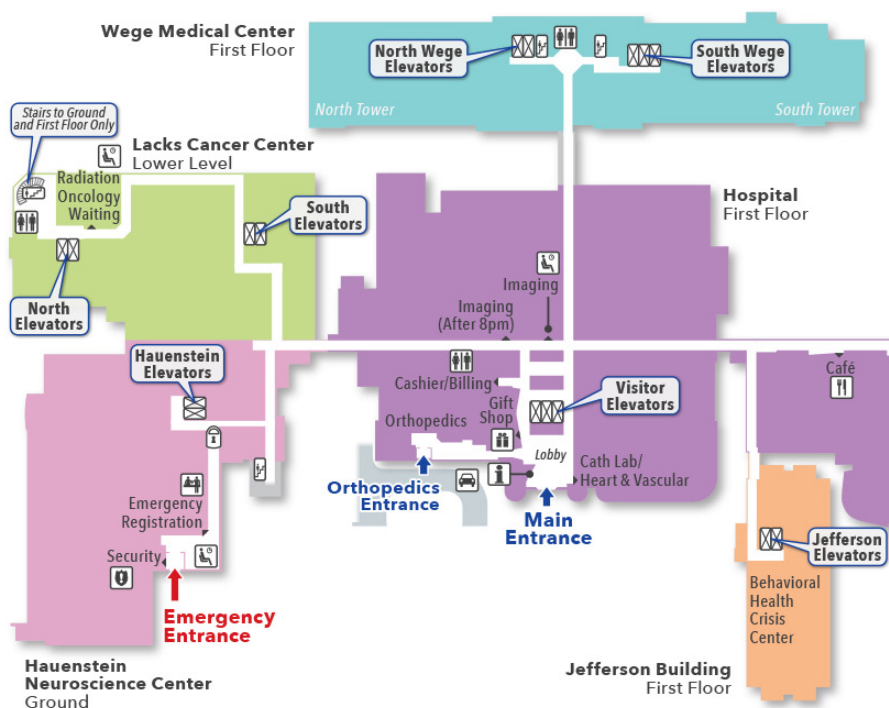 Wege Medical Center
First Floor
North Wege
Elevators
South Wege
Elevators
North Tower
South Tower
Stairs to Ground
and First Floor Only
Lacks Cancer Center
Lower Level
Radiation
Oncology
Waiting
South
Elevators
North
Elevators
Hospital
First Floor
Imaging
Imaging
(After 8pm)
Hauenstein
Elevators
Cashier/Billing
Café
Gift
Shop
Visitor
Elevators
Orthopedics
Lobby
Cath Lab/
Heart & Vascular
Orthopedics
Entrance
Main
Entrance
Emergency
Registration
Security
Emergency
Entrance
Jefferson
Elevators
Behavioral
Health
Crisis
Center
Hauenstein
Neuroscience Center
Ground
Jefferson Building
First Floor